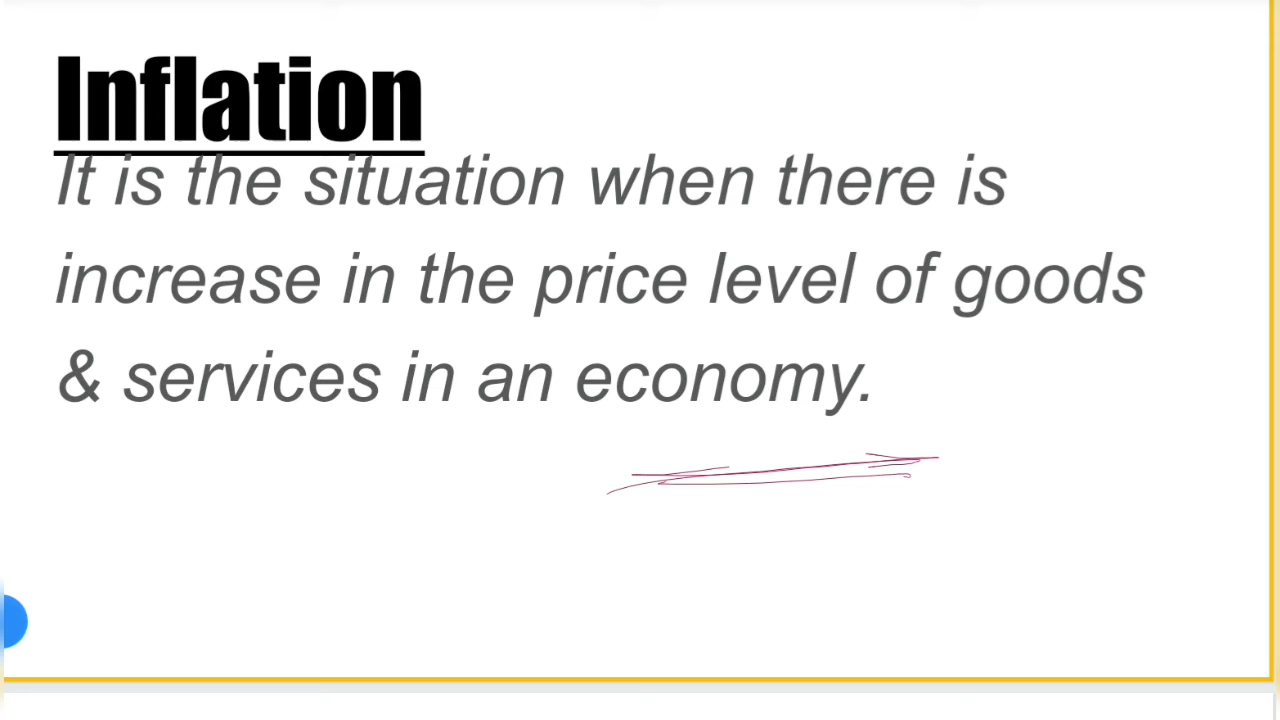 Inflation
It is the situation when there is
increase in the price level of goods
& services in an economy.